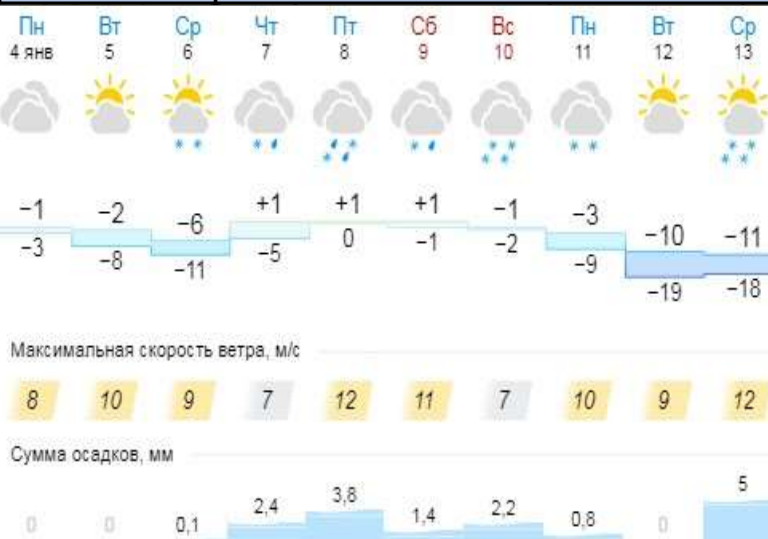 Пн Вт Ср Чт Пт Сб Вс Пн Вт Ср
4 янв 5 6 7 8 9 10 11 12 13
−1 −2 −6 +1 +1 +1 −1 −3 −10 −11
−3 −8 −11 −5 0 −1 −2 −9 −19 −18
Максимальная скорость ветра, м/с
8 10 9 7 12 11 7 10 9 12
Сумма осадков, мм
0 0 0,1 2,4 3,8 1,4 2,2 0,8 0 5